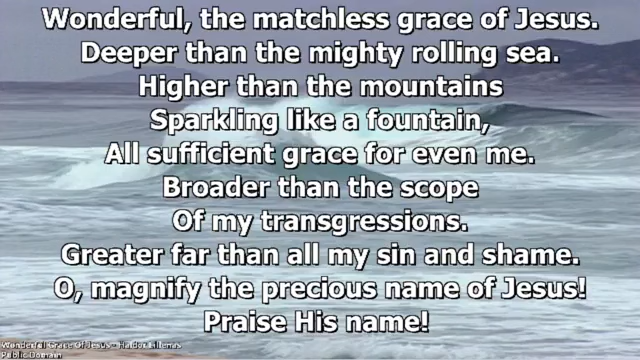 Wonderful, the matchless grace of Jesus.
Deeper than the mighty rolling sea.
Higher than the mountains
Sparkling like a fountain,
All sufficient grace for even me.
Broader than the scope
Of my transgressions.
Greater far than all my sin and shame.
O, magnify the precious name of Jesus!
Praise His name!
Wonderful Grace Of Jesus - Haldor Lillenas
Public Domain